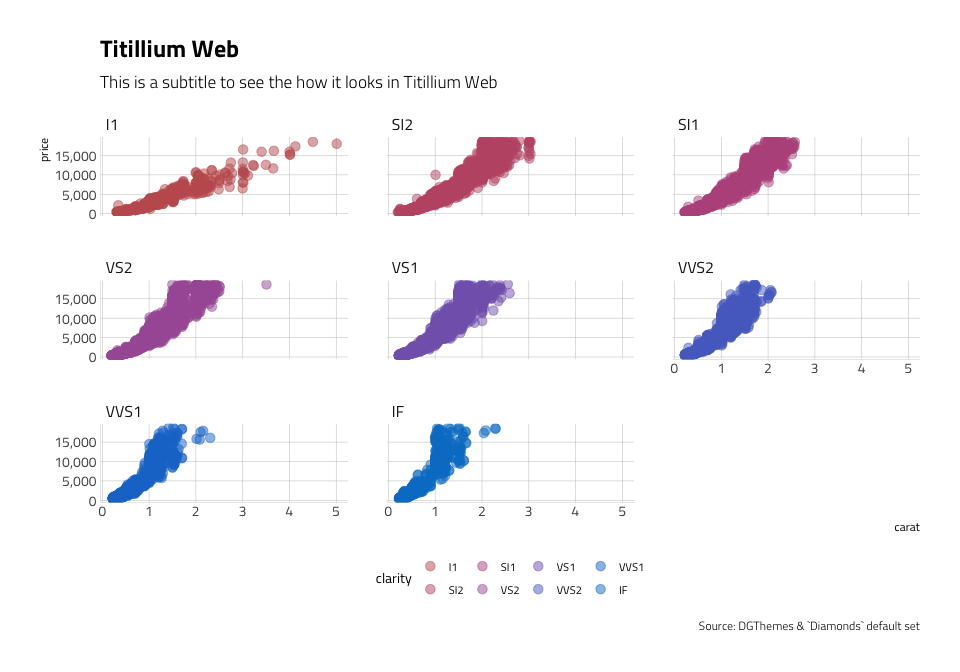 Titillium Web
This is a subtitle to see the how it looks in Titillium Web
I1 SI2 SI1
price
15,000
10,000
5,000
0
VS2 VS1 VVS2
15,000
10,000
5,000
0
0 1 2 3 4 5
VVS1 IF
15,000
10,000
5,000
0
0 1 2 3 4 5 0 1 2 3 4 5
carat
clarity
I1 SI1 VS1 VVS1
SI2 VS2 VVS2 IF
Source: DGThemes & `Diamonds` default set